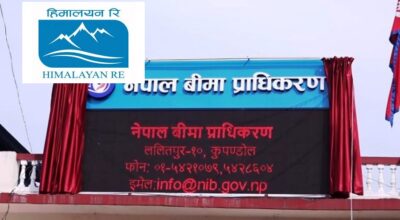 हिमालयन रि
HIMALAYAN RE
नेपाल बीमा प्राधिकरण
नेपाल बीमा प्राधिकरण
ललितपुर-१०, कुपण्डोल
फोन: ०१-५४२१०७९,५४२८६०४
इमेल:info@nib.gov.np